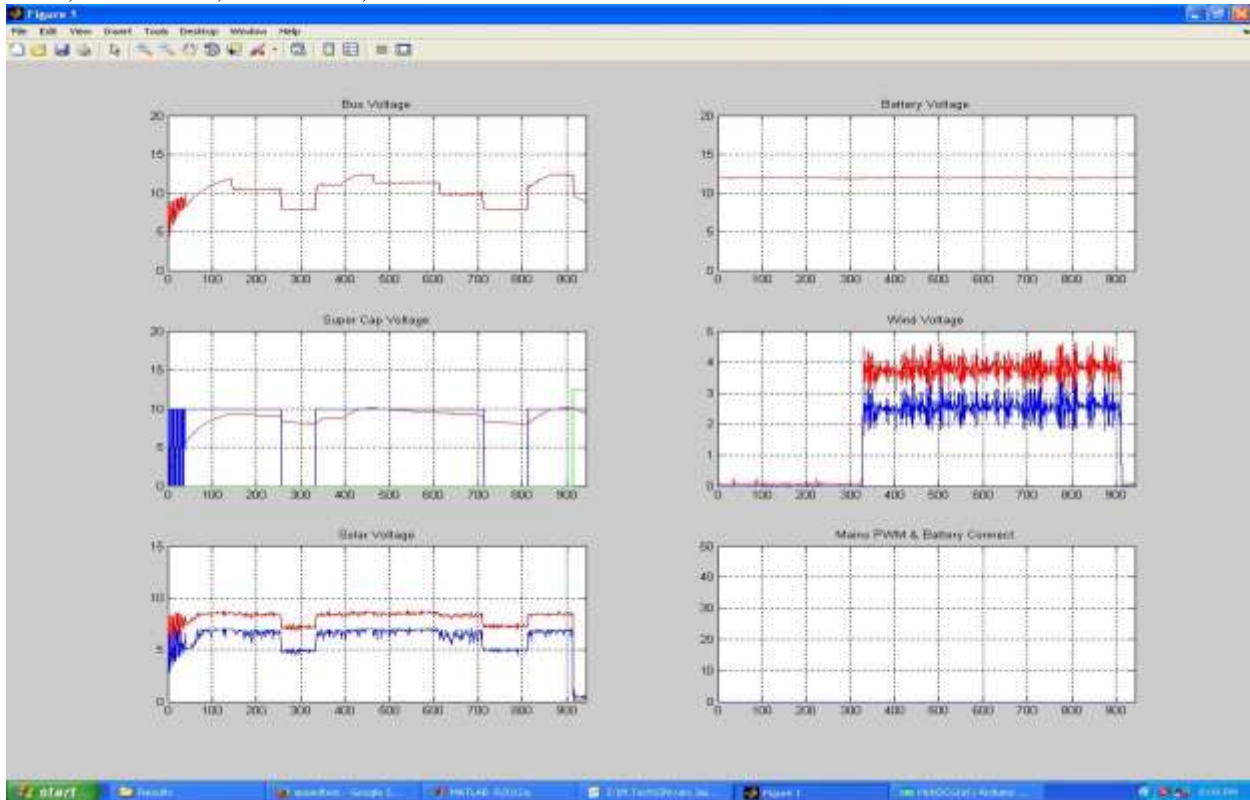 Figure 1
File Edit View Insert Tools Desktop Window Help
Bus Voltage
20
15
10
5
0
0 100 200 300 400 500 600 700 800 900
Battery Voltage
20
15
10
5
0
0 100 200 300 400 500 600 700 800 900
Super Cap Voltage
20
15
10
5
0
0 100 200 300 400 500 600 700 800 900
Wind Voltage
5
4
3
2
1
0
0 100 200 300 400 500 600 700 800 900
Solar Voltage
15
10
5
0
0 100 200 300 400 500 600 700 800 900
Mains PWM & Battery Connect
50
40
30
20
10
0
0 100 200 300 400 500 600 700 800 900
start Results MATLAB Figure 1